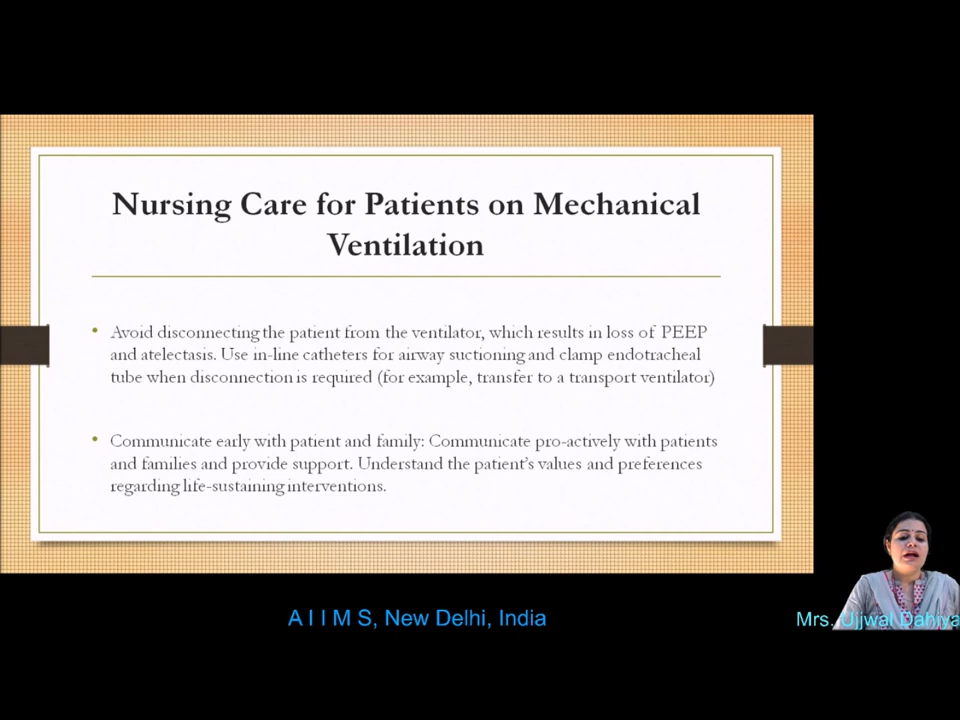 Nursing Care for Patients on Mechanical
Ventilation
• Avoid disconnecting the patient from the ventilator, which results in loss of PEEP
and atelectasis. Use in-line catheters for airway suctioning and clamp endotracheal
tube when disconnection is required (for example, transfer to a transport ventilator)
• Communicate early with patient and family: Communicate pro-actively with patients
and families and provide support. Understand the patient's values and preferences
regarding life-sustaining interventions.
A I I M S, New Delhi, India
Mrs. Ujjwal Dahiya